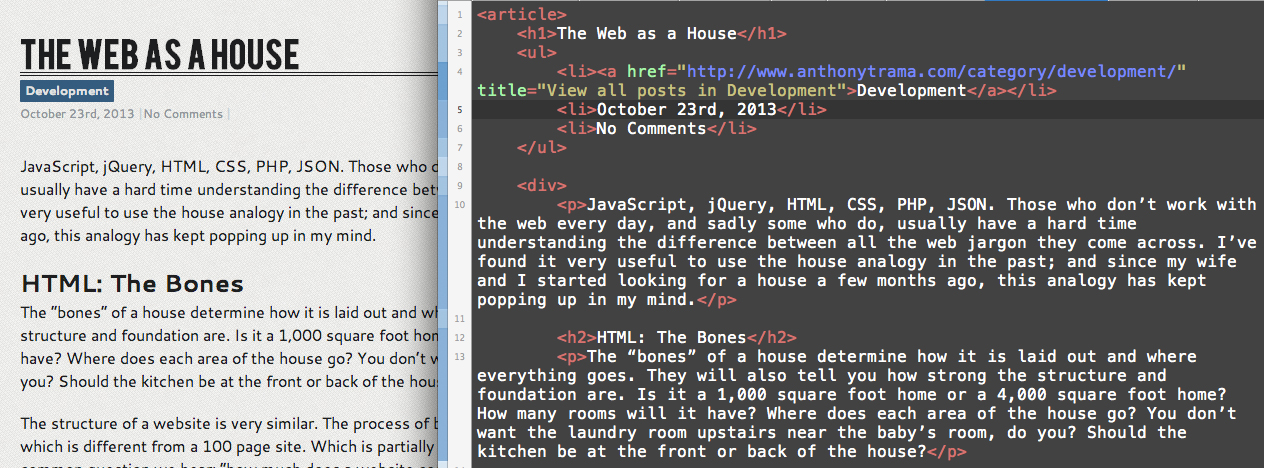 THE WEB AS A HOUSE
Development
October 23rd, 2013 | No Comments |
JavaScript, jQuery, HTML, CSS, PHP, JSON. Those who
usually have a hard time understanding the difference
very useful to use the house analogy in the past; and since
ago, this analogy has kept popping up in my mind.
HTML: The Bones
The “bones” of a house determine how it is laid out and
structure and foundation are. Is it a 1,000 square foot
have? Where does each area of the house go? You don’t
you? Should the kitchen be at the front or back of the
The structure of a website is very similar. The process of
which is different from a 100 page site. Which is partially
1 <article>
2 <h1>The Web as a House</h1>
3 <ul>
4 <li><a href="http://www.anthonytrama.com/category/development/"
title="View all posts in Development">Development</a></li>
5 <li>October 23rd, 2013</li>
6 <li>No Comments</li>
7 </ul>
8
9 <div>
10 <p>JavaScript, jQuery, HTML, CSS, PHP, JSON. Those who don’t work with
the web every day, and sadly some who do, usually have a hard time
understanding the difference between all the web jargon they come across. I’ve
found it very useful to use the house analogy in the past; and since my wife
and I started looking for a house a few months ago, this analogy has kept
popping up in my mind.</p>
11
12 <h2>HTML: The Bones</h2>
13 <p>The “bones” of a house determine how it is laid out and where
everything goes. They will also tell you how strong the structure and
foundation are. Is it a 1,000 square foot home or a 4,000 square foot home?
How many rooms will it have? Where does each area of the house go? You don’t
want the laundry room upstairs near the baby’s room, do you? Should the
kitchen be at the front or back of the house?</p>